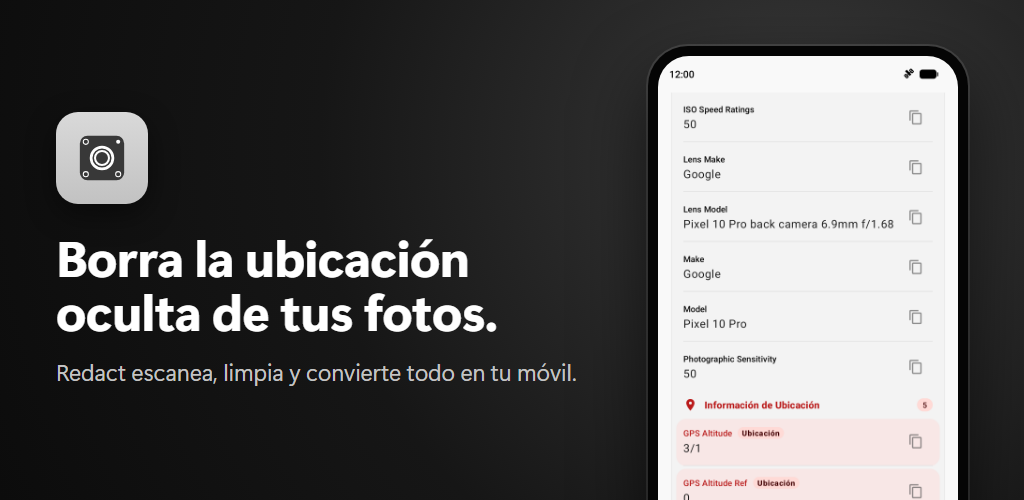 Borra la ubicación
oculta de tus fotos.
Redact escanea, limpia y convierte todo en tu móvil.
12:00
ISO Speed Ratings
50
Lens Make
Google
Lens Model
Pixel 10 Pro back camera 6.9mm f/1.68
Make
Google
Model
Pixel 10 Pro
Photographic Sensitivity
50
Información de Ubicación 5
GPS Altitude Ubicación
3/1
GPS Altitude Ref Ubicación
0